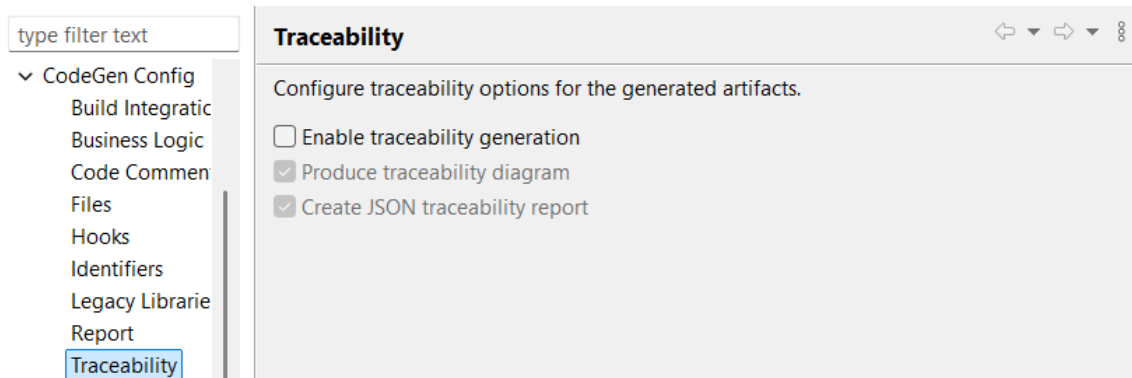 type filter text
CodeGen Config
Build Integratic
Business Logic
Code Commen
Files
Hooks
Identifiers
Legacy Librarie
Report
Traceability
Traceability
Configure traceability options for the generated artifacts.
Enable traceability generation
Produce traceability diagram
Create JSON traceability report